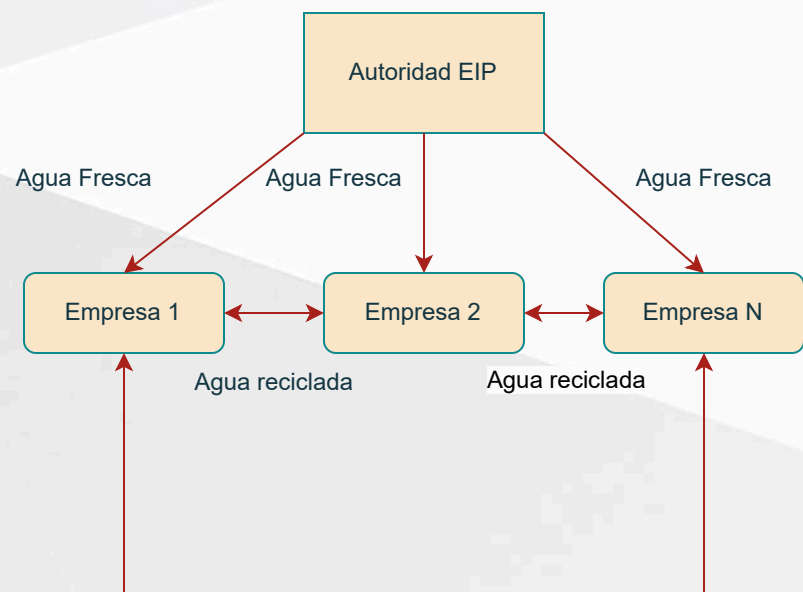 Autoridad EIP
Agua Fresca
Agua Fresca
Agua Fresca
Empresa 1
Empresa 2
Empresa N
Agua reciclada
Agua reciclada